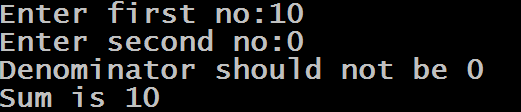 Enter first no:10
Enter second no:0
Denominator should not be 0
Sum is 10